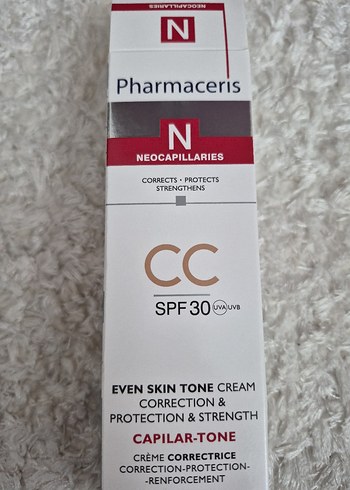 NEOCAPILLARIES
N
Pharmaceris
N
NEOCAPILLARIES
CORRECTS • PROTECTS
STRENGTHENS
CC
SPF 30 UVA UVB
EVEN SKIN TONE CREAM
CORRECTION &
PROTECTION & STRENGTH
CAPILAR-TONE
CRÈME CORRECTRICE
CORRECTION-PROTECTION-
-RENFORCEMENT